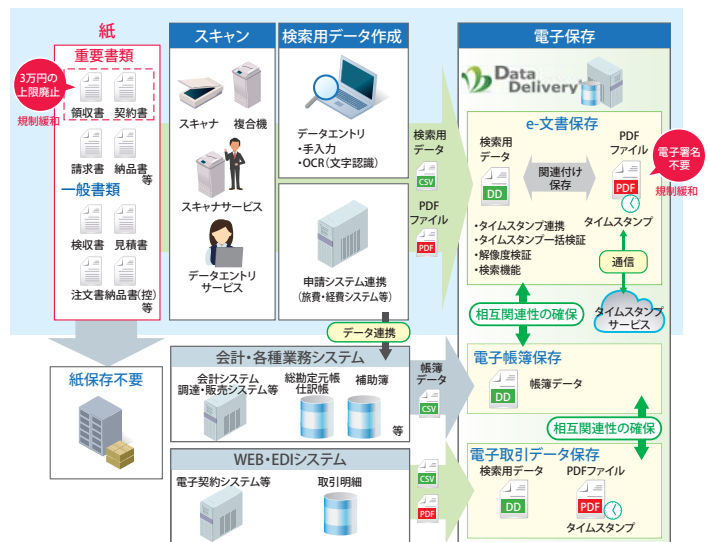 紙
重要書類
3万円の
上限廃止
規制緩和
領収書
契約書
請求書
納品書
等
一般書類
検収書
見積書
注文書
納品書(控)
等
紙保存不要
スキャン
スキャナ
複合機
スキャナサービス
データエントリ
サービス
検索用データ作成
データエントリ
・手入力
・OCR(文字認識)
申請システム連携
(旅費・経費システム等)
データ連携
検索用
データ
CSV
PDF
ファイル
PDF
会計・各種業務システム
会計システム
調達・販売システム等
総勘定元帳
仕訳帳
補助簿
等
帳簿
データ
CSV
WEB・EDIシステム
電子契約システム等
取引明細
CSV
PDF
電子保存
Data
Delivery
e-文書保存
検索用
データ
DD
関連付け
保存
PDF
ファイル
PDF
タイムスタンプ
電子署名
不要
規制緩和
・タイムスタンプ連携
・タイムスタンプ一括検証
・解像度検証
・検索機能
通信
タイムスタンプ
サービス
相互関連性の確保
電子帳簿保存
DD
帳簿データ
相互関連性の確保
電子取引データ保存
検索用データ
DD
PDFファイル
PDF
タイムスタンプ